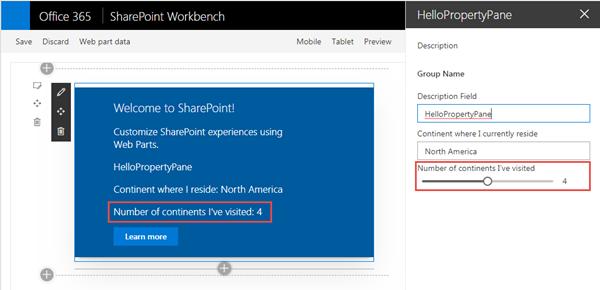 Office 365 SharePoint Workbench
Save Discard Web part data Mobile Tablet Preview
Welcome to SharePoint!
Customize SharePoint experiences using
Web Parts.
HelloPropertyPane
Continent where I reside: North America
Number of continents I've visited: 4
Learn more
HelloPropertyPane
Description
Group Name
Description Field
HelloPropertyPane
Continent where I currently reside
North America
Number of continents I've visited
4